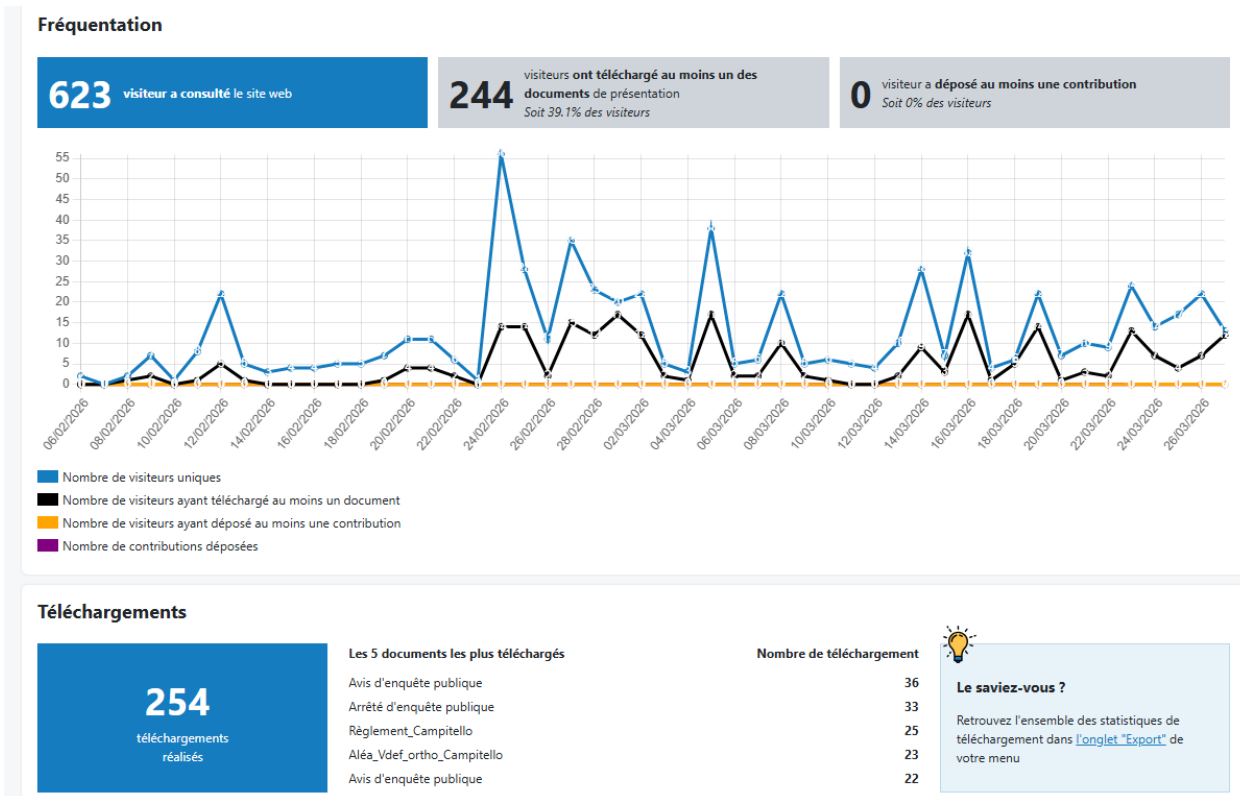 Fréquentation
623 visiteur a consulté le site web
244 visiteurs ont téléchargé au moins un des
documents de présentation
Soit 39.1% des visiteurs
0 visiteur a déposé au moins une contribution
Soit 0% des visiteurs
55
50
45
40
35
30
25
20
15
10
5
0
06/02/2026
08/02/2026
10/02/2026
12/02/2026
14/02/2026
16/02/2026
18/02/2026
20/02/2026
22/02/2026
24/02/2026
26/02/2026
28/02/2026
02/03/2026
04/03/2026
06/03/2026
08/03/2026
10/03/2026
12/03/2026
14/03/2026
16/03/2026
18/03/2026
20/03/2026
22/03/2026
24/03/2026
26/03/2026
Nombre de visiteurs uniques
Nombre de visiteurs ayant téléchargé au moins un document
Nombre de visiteurs ayant déposé au moins une contribution
Nombre de contributions déposées
Téléchargements
254
téléchargements
réalisés
Les 5 documents les plus téléchargés Nombre de téléchargement
Avis d'enquête publique 36
Arrêté d'enquête publique 33
Règlement_Campitello 25
Aléa_Vdef_ortho_Campitello 23
Avis d'enquête publique 22
Le saviez-vous ?
Retrouvez l'ensemble des statistiques de
téléchargement dans l'onglet "Export" de
votre menu